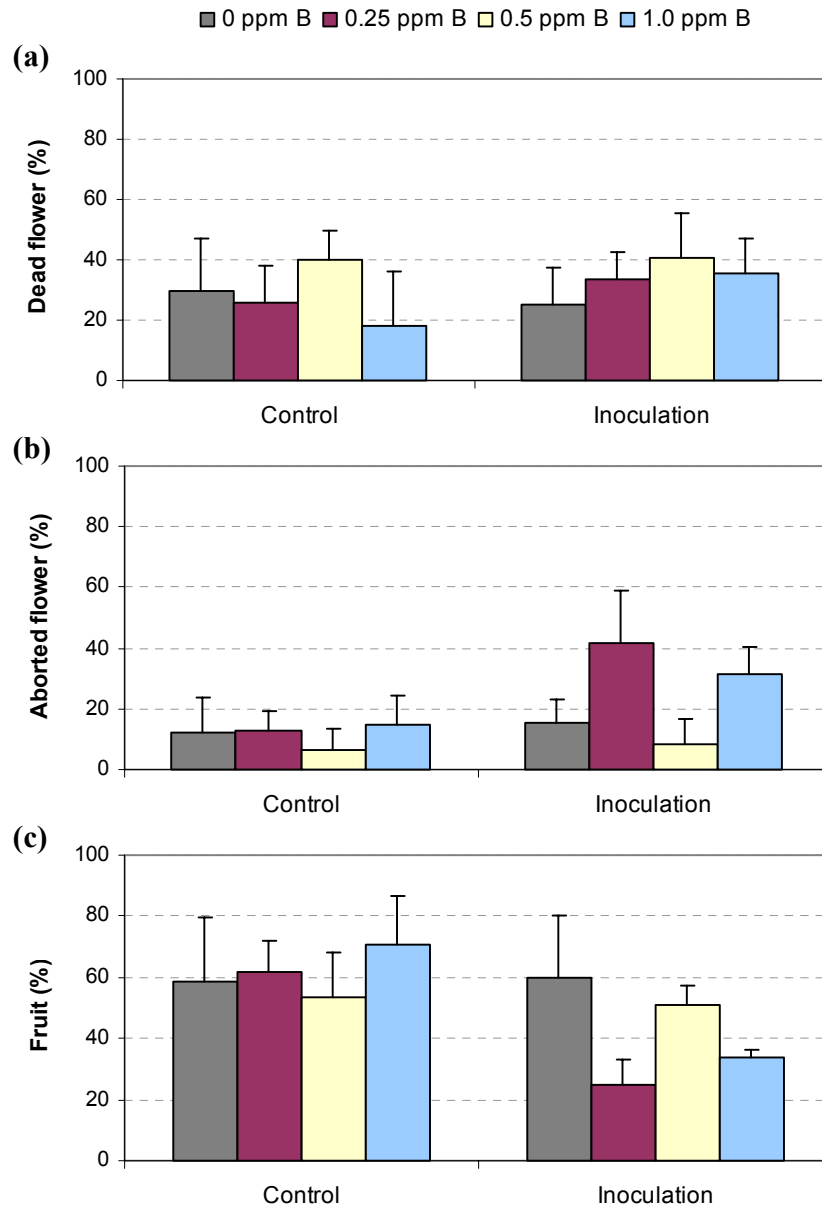 0 ppm B 0.25 ppm B 0.5 ppm B 1.0 ppm B
(a)
Dead flower (%)
100
80
60
40
20
0
Control Inoculation
(b)
Aborted flower (%)
100
80
60
40
20
0
Control Inoculation
(c)
Fruit (%)
100
80
60
40
20
0
Control Inoculation